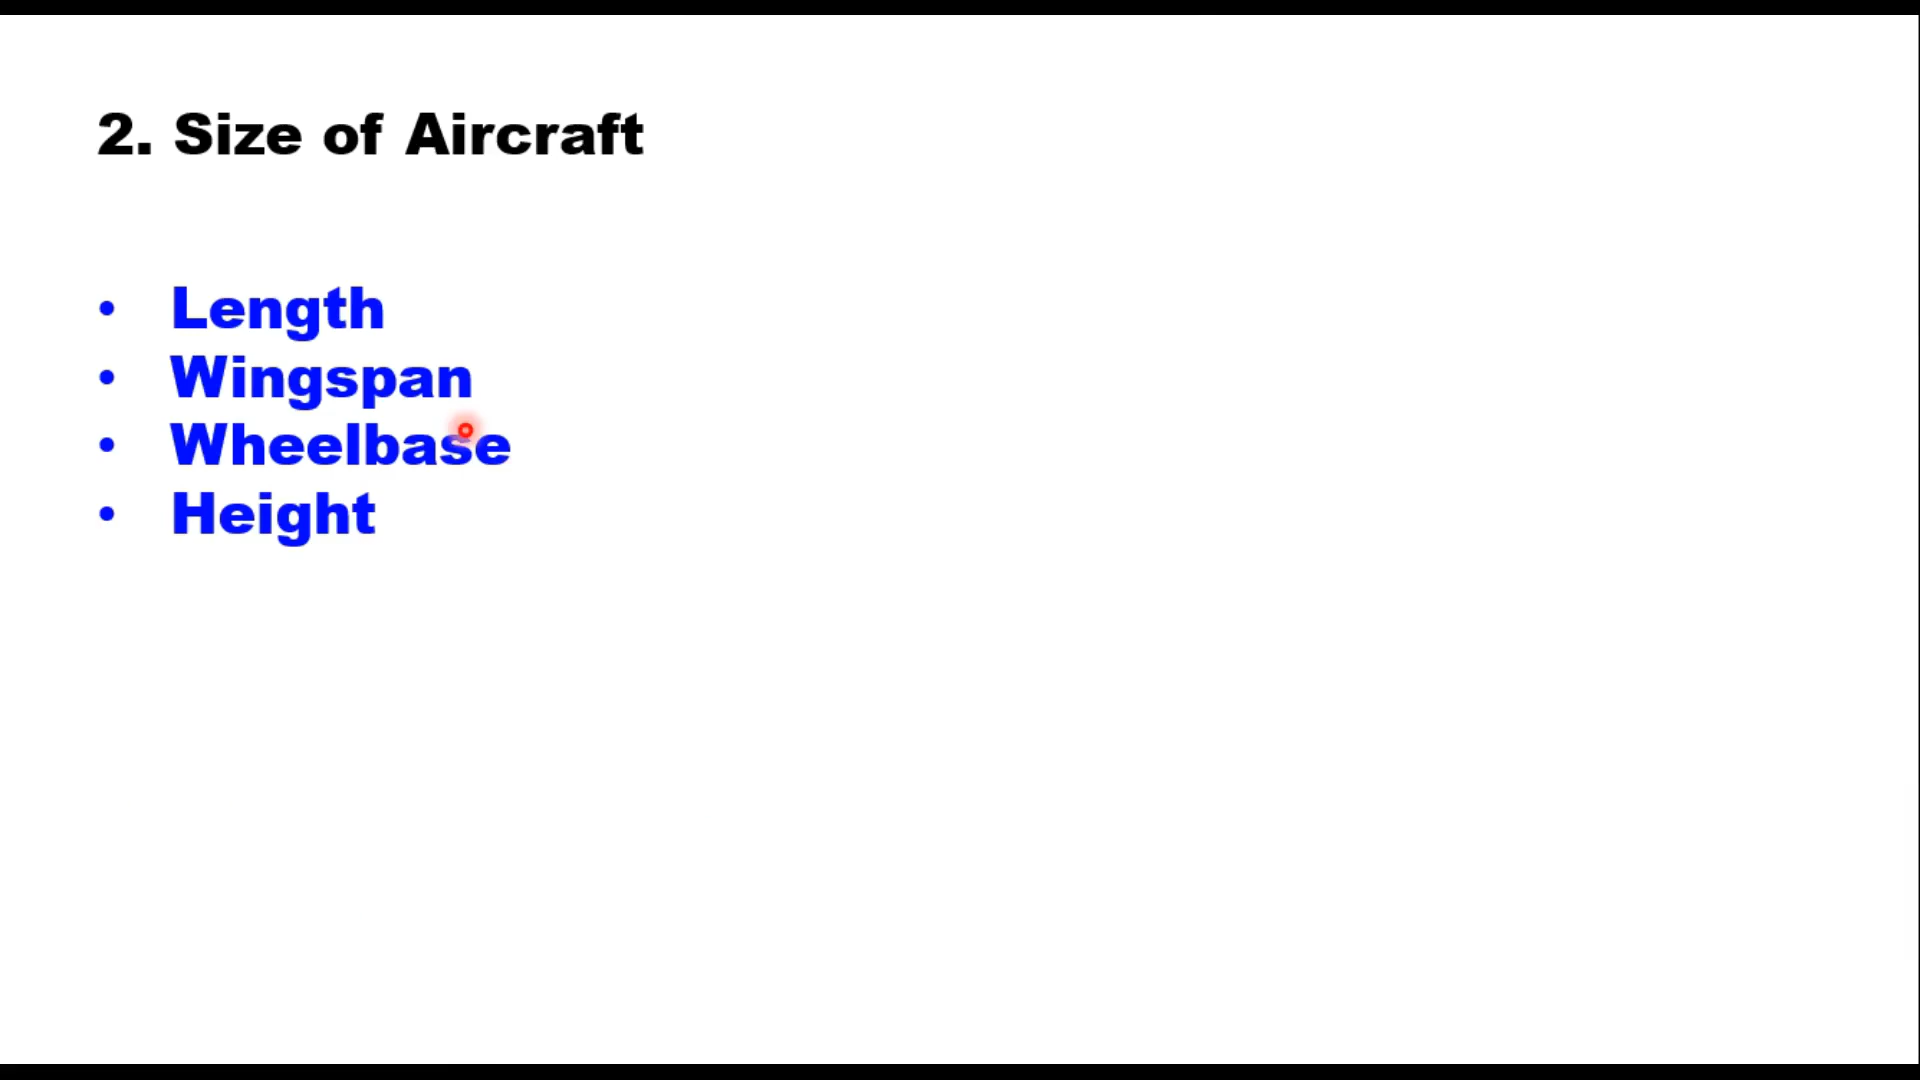 2. Size of Aircraft
• Length
• Wingspan
• Wheelbase
• Height